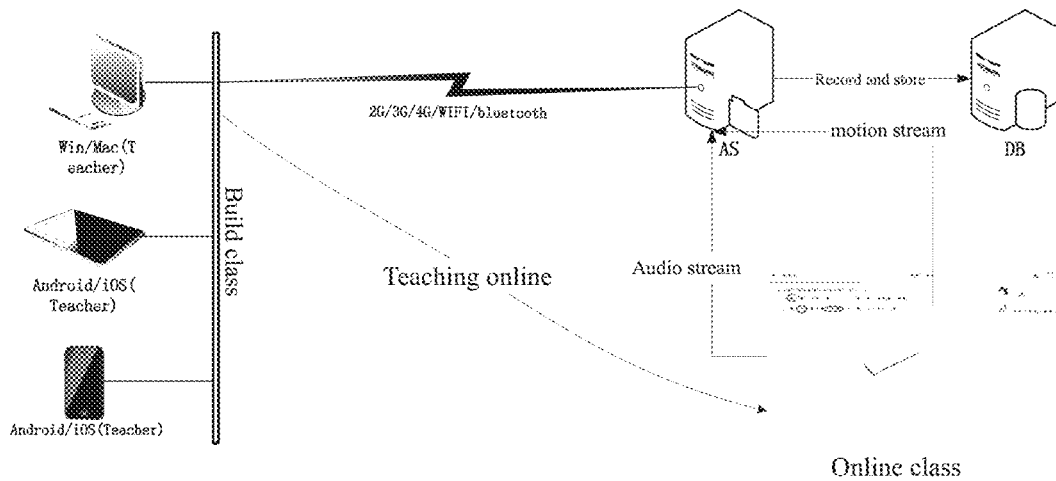 Win/Mac(T
eacher)
Android/iOS(
Teacher)
Android/iOS(Teacher)
Build class
2G/3G/4G/WIFI/bluetooth
Teaching online
AS
Record and store
motion stream
DB
Audio stream
Online class